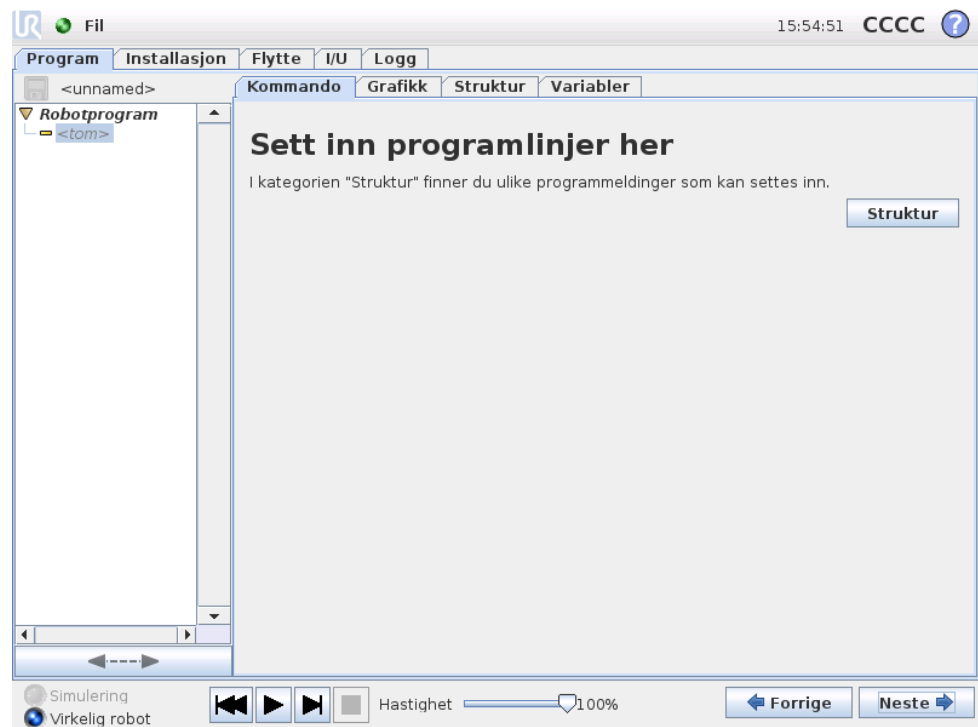 UR Fil 15:54:51 CCCC ?
Program Installasjon Flytte I/U Logg
<unnamed> Kommando Grafikk Struktur Variabler
Robotprogram
<tom>
Sett inn programlinjer her
I kategorien "Struktur" finner du ulike programmeldinger som kan settes inn.
Struktur
Simulering
Virkelig robot
Hastighet 100% Forrige Neste